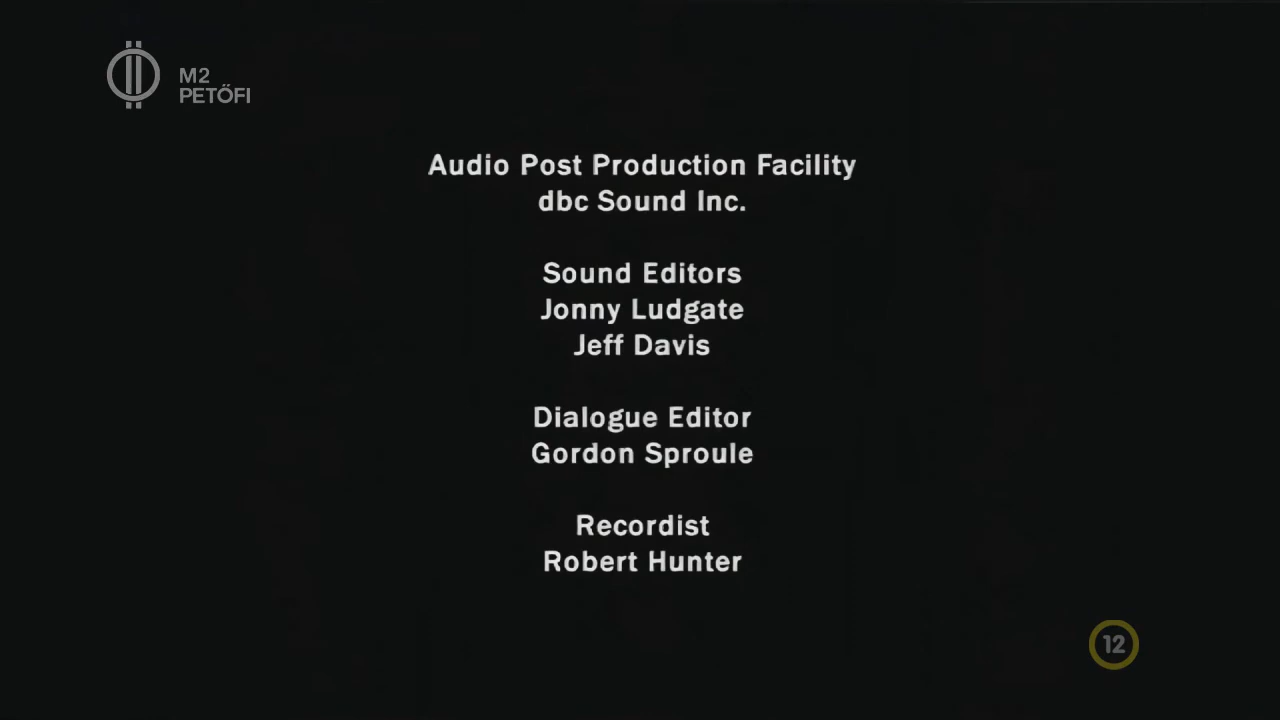 M2
PETŐFI
Audio Post Production Facility
dbc Sound Inc.
Sound Editors
Jonny Ludgate
Jeff Davis
Dialogue Editor
Gordon Sproule
Recordist
Robert Hunter
12